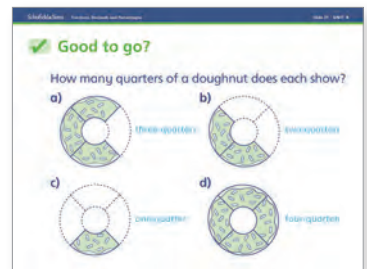 Good to go?
How many quarters of a doughnut does each show?
a)
three-quarters
b)
two-quarters
c)
one-quarter
d)
four-quarters